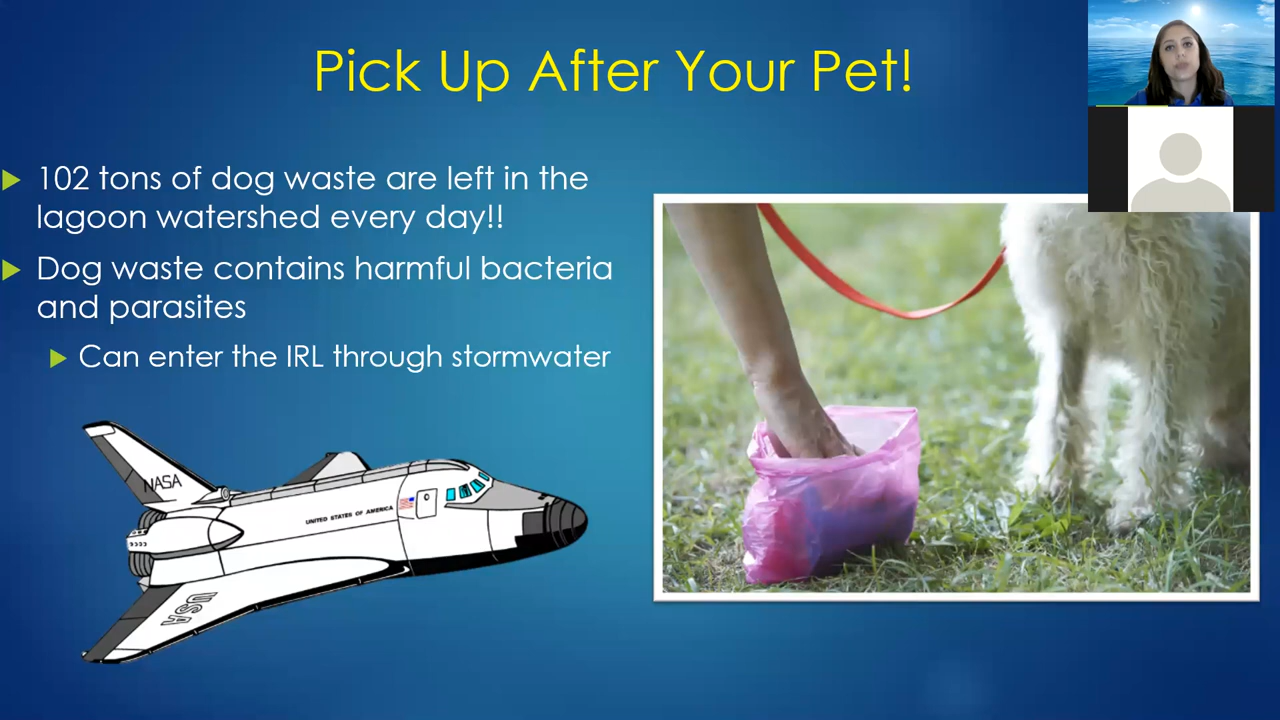 Pick Up After Your Pet!
102 tons of dog waste are left in the
lagoon watershed every day!!
Dog waste contains harmful bacteria
and parasites
Can enter the IRL through stormwater
NASA
UNITED STATES OF AMERICA
USA